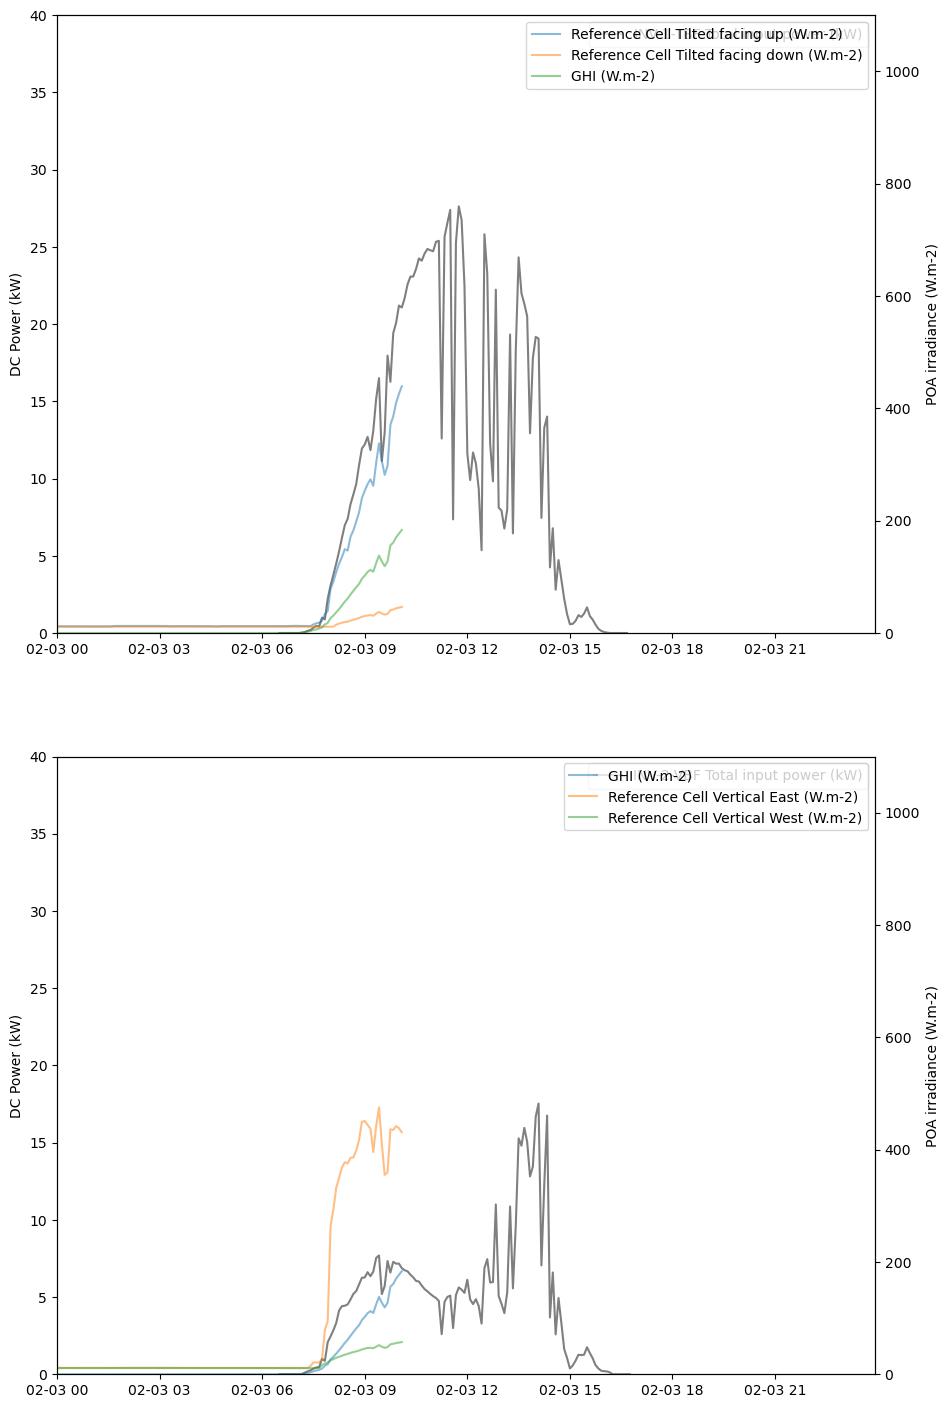 40
35
30
25
20
15
10
5
0
DC Power (kW)
Reference Cell Tilted facing up (W.m-2)
Reference Cell Tilted facing down (W.m-2)
GHI (W.m-2)
1000
800
600
400
200
0
POA irradiance (W.m-2)
02-03 00 02-03 03 02-03 06 02-03 09 02-03 12 02-03 15 02-03 18 02-03 21
40
35
30
25
20
15
10
5
0
DC Power (kW)
Total input power (kW)
GHI (W.m-2)
Reference Cell Vertical East (W.m-2)
Reference Cell Vertical West (W.m-2)
1000
800
600
400
200
0
POA irradiance (W.m-2)
02-03 00 02-03 03 02-03 06 02-03 09 02-03 12 02-03 15 02-03 18 02-03 21